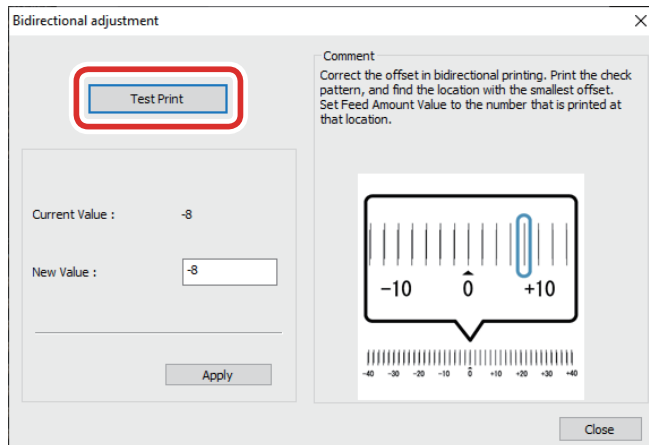 Bidirectional adjustment
Test Print
Comment
Correct the offset in bidirectional printing. Print the check
pattern, and find the location with the smallest offset.
Set Feed Amount Value to the number that is printed at
that location.
Current Value : -8
New Value : -8
-10 0 +10
-40 -30 -20 -10 0 +10 +20 +30 +40
Apply
Close